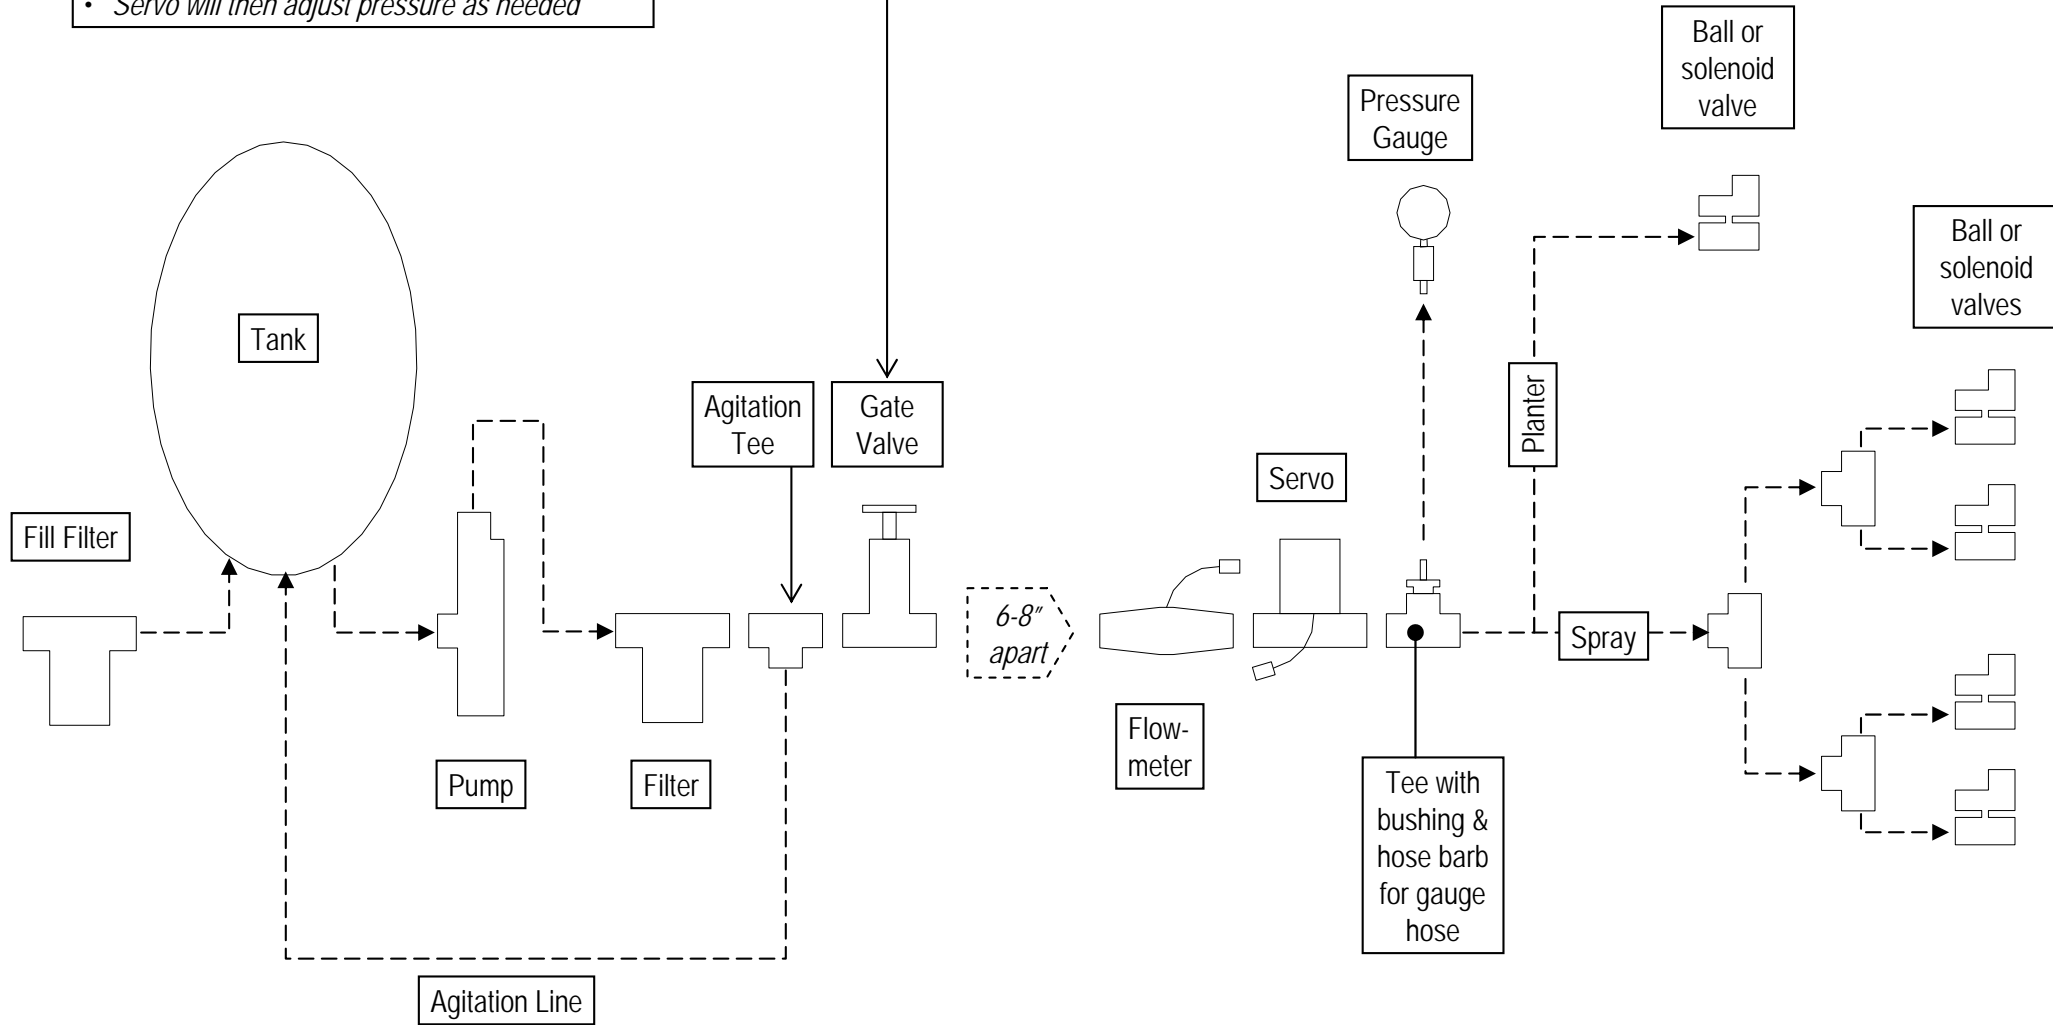 • Servo will then adjust pressure as needed
Ball or
solenoid
valve
Pressure
Gauge
Ball or
solenoid
valves
Tank
Agitation
Tee
Gate
Valve
Planter
Servo
Fill Filter
6-8"
apart
Spray
Flow-
meter
Pump
Filter
Tee with
bushing &
hose barb
for gauge
hose
Agitation Line